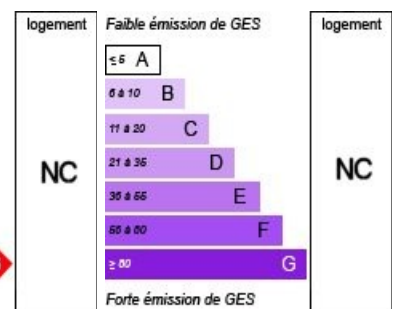 logement
Faible émission de GES
logement
≤ 5 A
6 à 10 B
11 à 20 C
21 à 35 D
36 à 55 E
56 à 80 F
≥ 80 G
NC
NC
Forte émission de GES